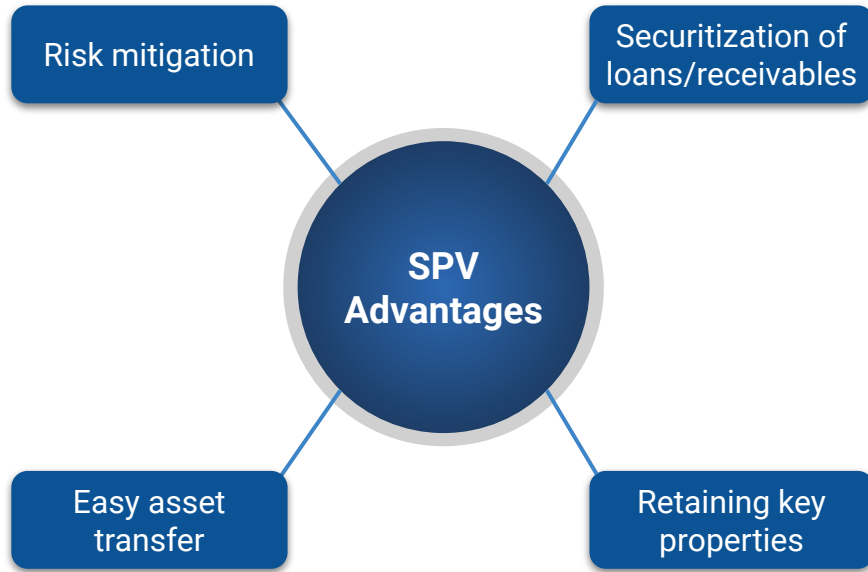 Risk mitigation
Securitization of
loans/receivables
SPV
Advantages
Easy asset
transfer
Retaining key
properties